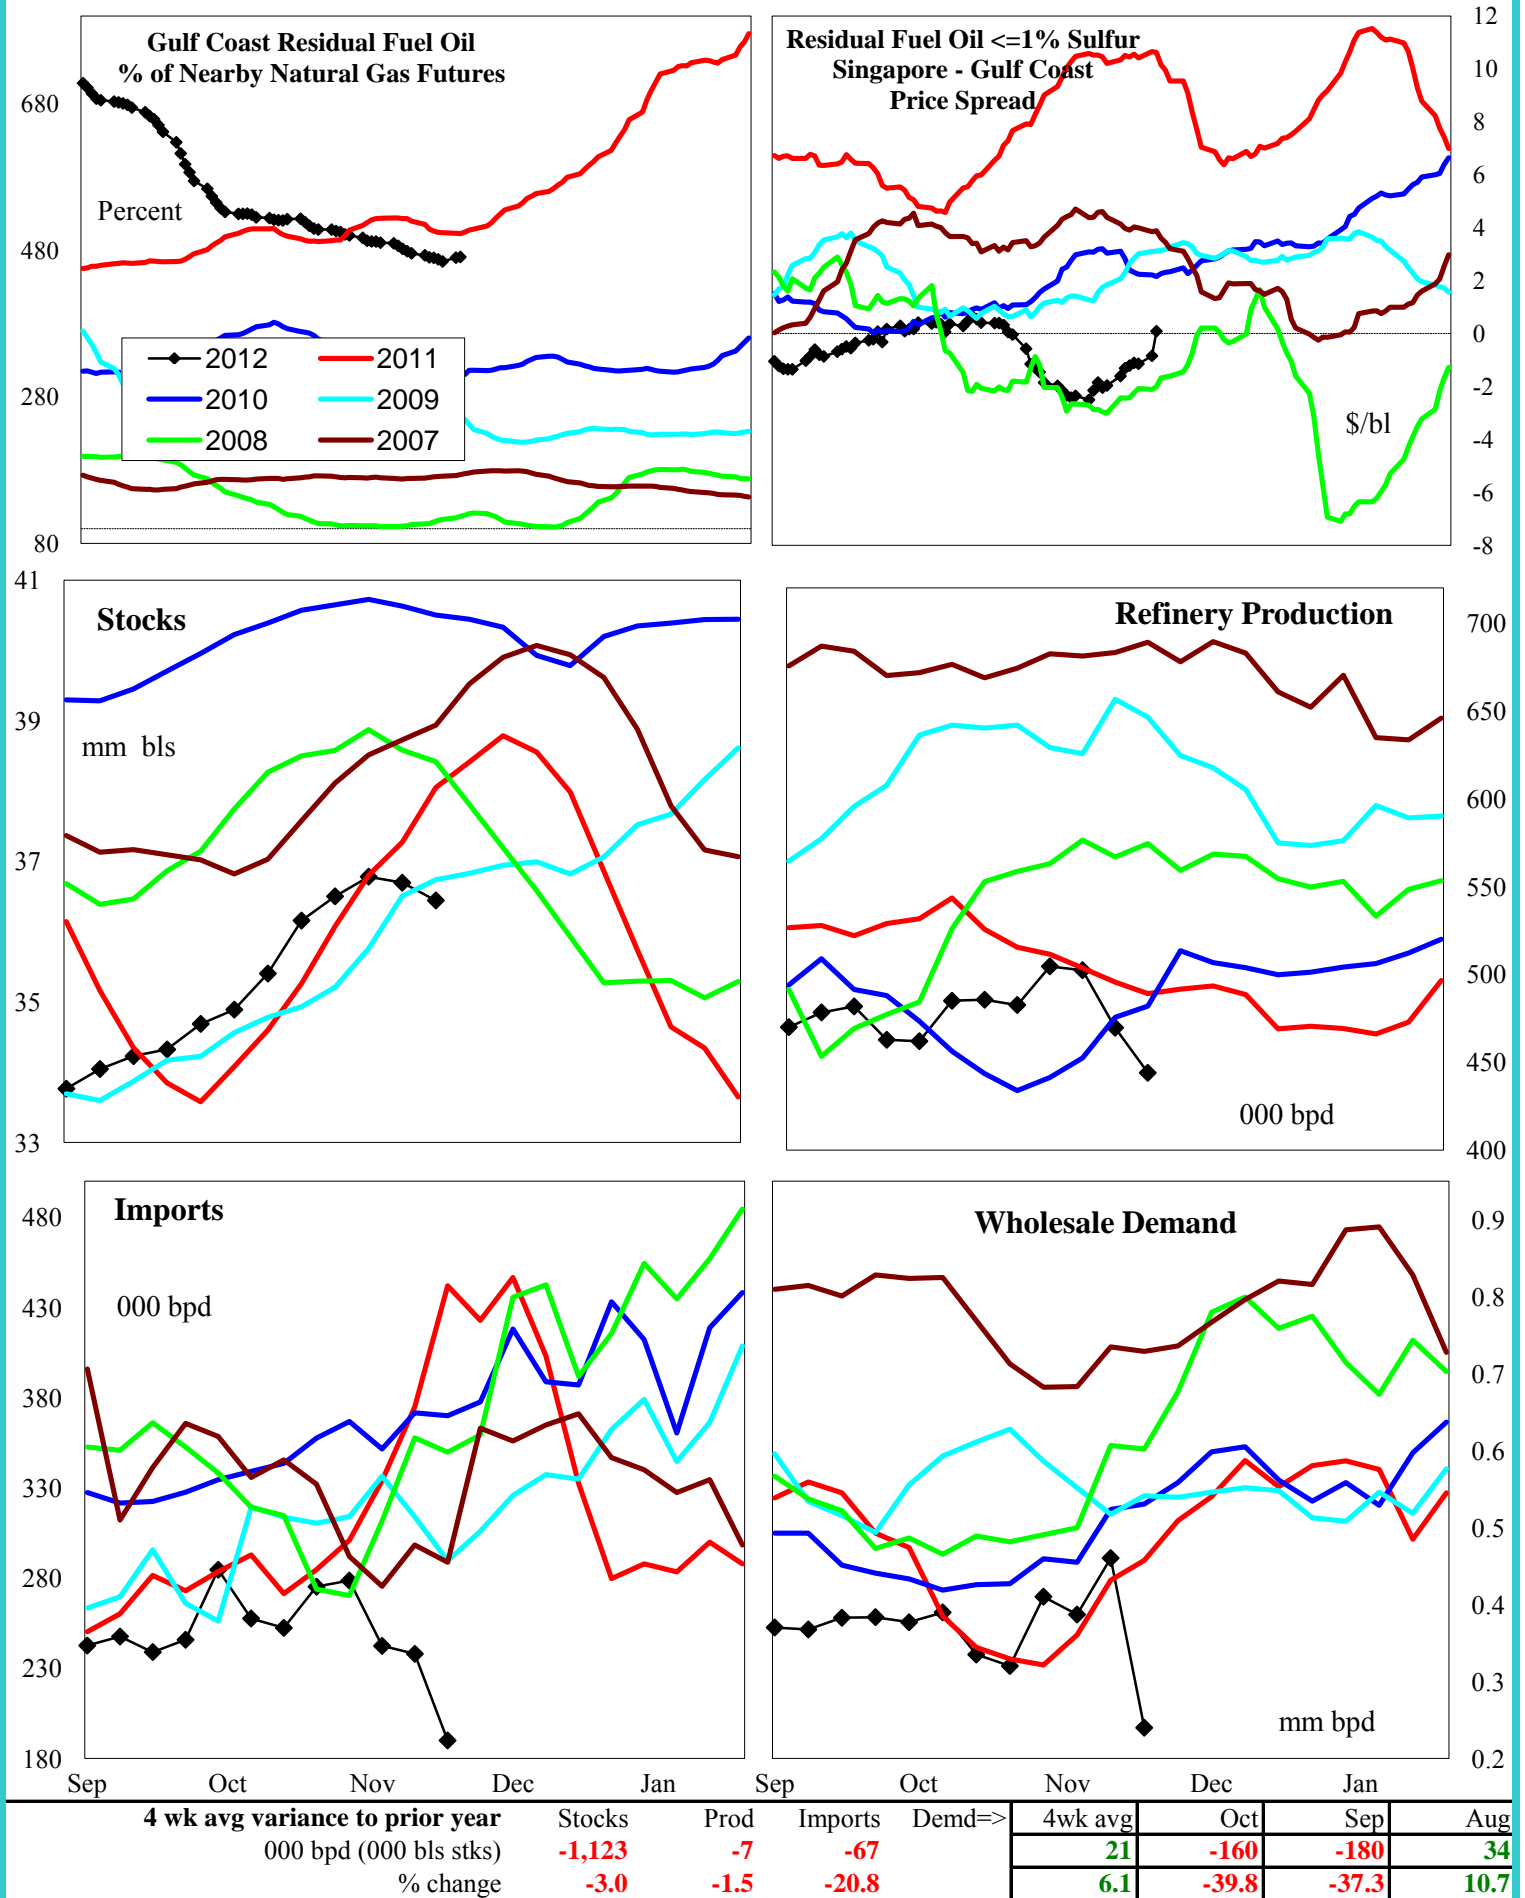 Gulf Coast Residual Fuel Oil
% of Nearby Natural Gas Futures
Percent
680
480
280
80
2012
2011
2010
2009
2008
2007
Residual Fuel Oil <=1% Sulfur
Singapore - Gulf Coast
Price Spread
$/bl
12
10
8
6
4
2
0
-2
-4
-6
-8
Stocks
mm bls
41
39
37
35
33
Refinery Production
000 bpd
700
650
600
550
500
450
400
Imports
000 bpd
480
430
380
330
280
230
180
Sep Oct Nov Dec Jan
Wholesale Demand
mm bpd
0.9
0.8
0.7
0.6
0.5
0.4
0.3
0.2
Sep Oct Nov Dec Jan
4 wk avg variance to prior year Stocks Prod Imports Demd=> 4wk avg Oct Sep Aug
000 bpd (000 bls stks) -1,123 -7 -67 21 -160 -180 34
% change -3.0 -1.5 -20.8 6.1 -39.8 -37.3 10.7